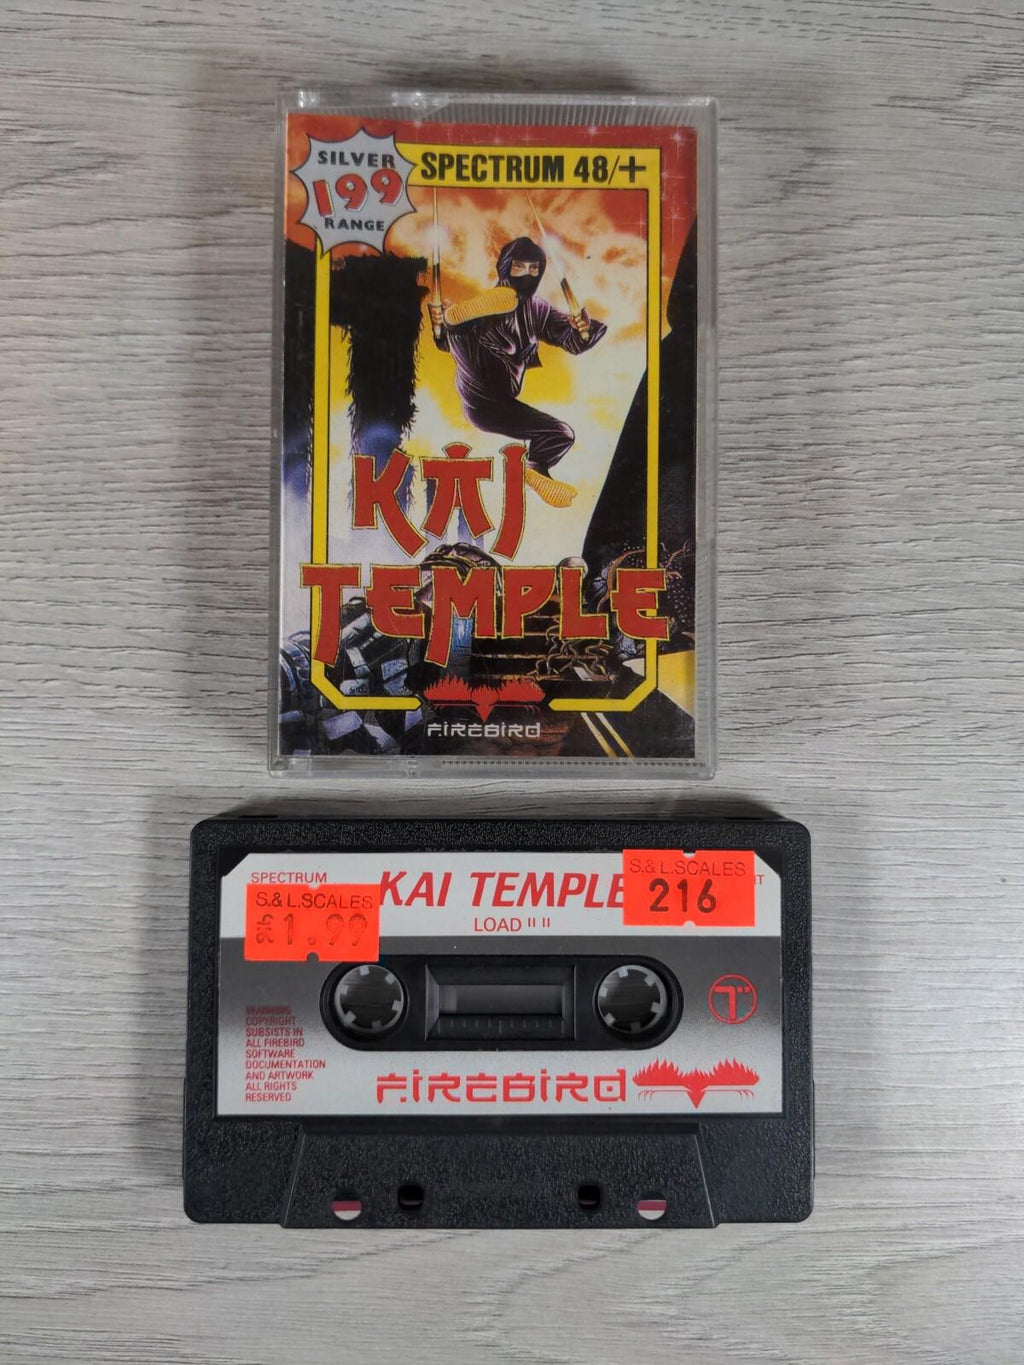 SILVER
199
RANGE
SPECTRUM 48/+
KAI
TEMPLE
FIREBIRD
SPECTRUM
KAI TEMPLE
LOAD " "
S.& L.SCALES
1.99
S.& L.SCALES
216
WARNING
COPYRIGHT
SUBSISTS IN
ALL FIREBIRD
SOFTWARE
DOCUMENTATION
AND ARTWORK
ALL RIGHTS
RESERVED
FIREBIRD